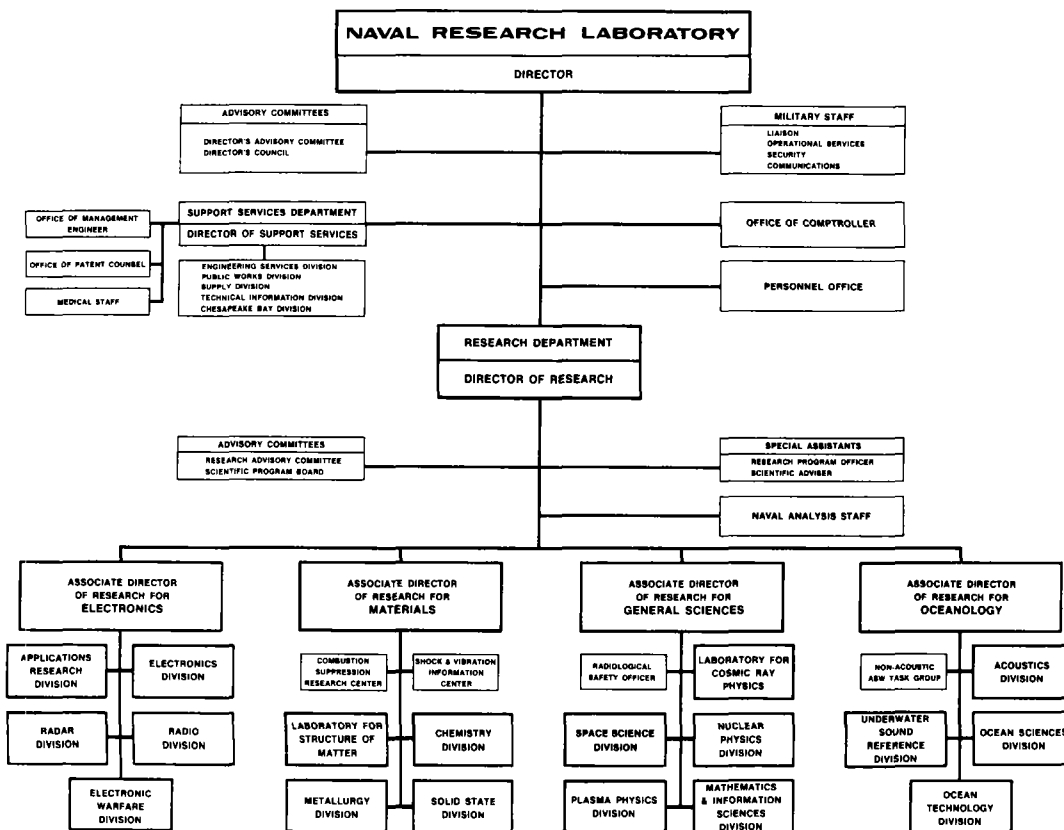 NAVAL RESEARCH LABORATORY
DIRECTOR
ADVISORY COMMITTEES
DIRECTOR'S ADVISORY COMMITTEE
DIRECTOR'S COUNCIL
MILITARY STAFF
LIAISON
OPERATIONAL SERVICES
SECURITY
COMMUNICATIONS
OFFICE OF MANAGEMENT
ENGINEER
OFFICE OF PATENT COUNSEL
MEDICAL STAFF
SUPPORT SERVICES DEPARTMENT
DIRECTOR OF SUPPORT SERVICES
ENGINEERING SERVICES DIVISION
PUBLIC WORKS DIVISION
SUPPLY DIVISION
TECHNICAL INFORMATION DIVISION
CHESAPEAKE BAY DIVISION
OFFICE OF COMPTROLLER
PERSONNEL OFFICE
RESEARCH DEPARTMENT
DIRECTOR OF RESEARCH
ADVISORY COMMITTEES
RESEARCH ADVISORY COMMITTEE
SCIENTIFIC PROGRAM BOARD
SPECIAL ASSISTANTS
RESEARCH PROGRAM OFFICER
SCIENTIFIC ADVISER
NAVAL ANALYSIS STAFF
ASSOCIATE DIRECTOR
OF RESEARCH FOR
ELECTRONICS
APPLICATIONS
RESEARCH
DIVISION
ELECTRONICS
DIVISION
RADAR
DIVISION
RADIO
DIVISION
ELECTRONIC
WARFARE
DIVISION
ASSOCIATE DIRECTOR
OF RESEARCH FOR
MATERIALS
COMBUSTION
SUPPRESSION
RESEARCH CENTER
SHOCK & VIBRATION
INFORMATION
CENTER
LABORATORY FOR
STRUCTURE OF
MATTER
CHEMISTRY
DIVISION
METALLURGY
DIVISION
SOLID STATE
DIVISION
ASSOCIATE DIRECTOR
OF RESEARCH FOR
GENERAL SCIENCES
RADIOLOGICAL
SAFETY OFFICER
LABORATORY FOR
COSMIC RAY
PHYSICS
SPACE SCIENCE
DIVISION
NUCLEAR
PHYSICS
DIVISION
PLASMA PHYSICS
DIVISION
MATHEMATICS
& INFORMATION
SCIENCES
DIVISION
ASSOCIATE DIRECTOR
OF RESEARCH FOR
OCEANOLOGY
NON-ACOUSTIC
ASW TASK GROUP
ACOUSTICS
DIVISION
UNDERWATER
SOUND
REFERENCE
DIVISION
OCEAN SCIENCES
DIVISION
OCEAN
TECHNOLOGY
DIVISION